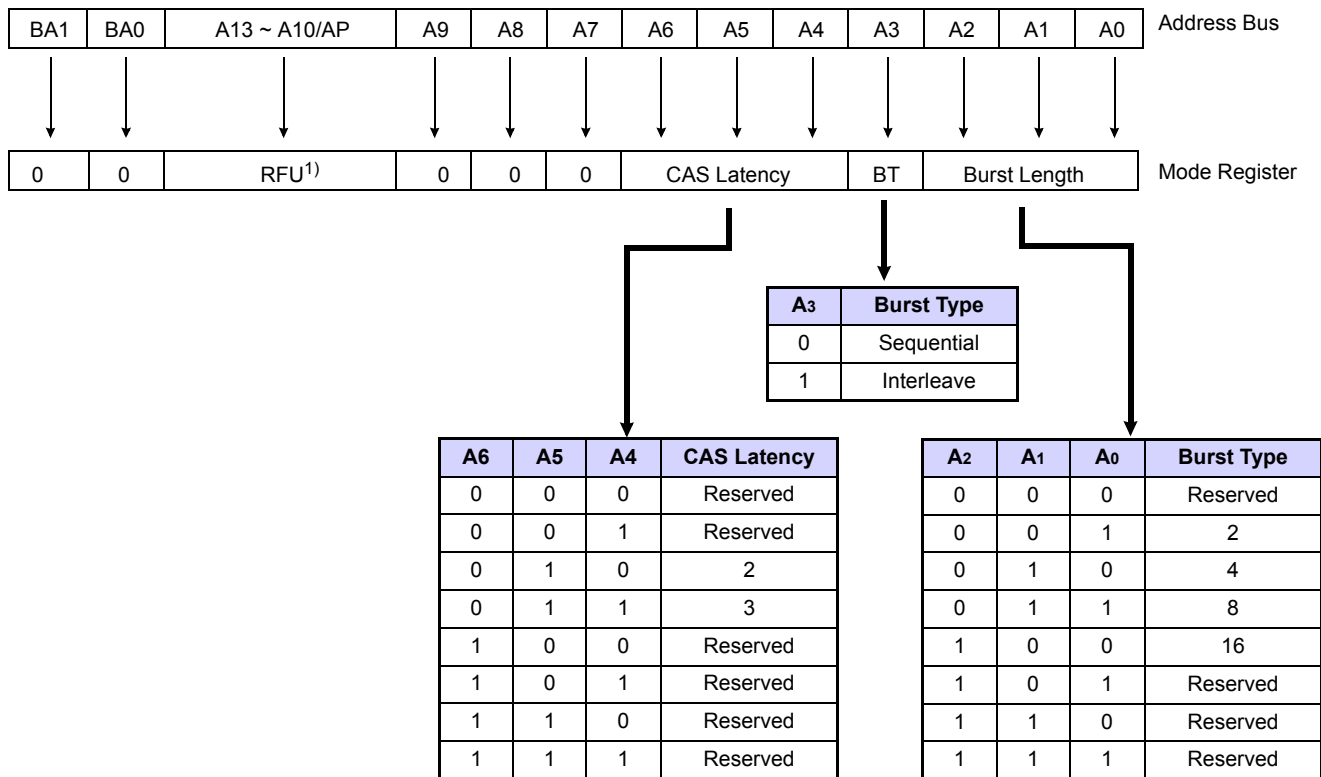 BA1 BA0 A13 ~ A10/AP A9 A8 A7 A6 A5 A4 A3 A2 A1 A0 Address Bus
0 0 RFU1) 0 0 0 CAS Latency BT Burst Length Mode Register
A3 Burst Type
0 Sequential
1 Interleave
A6 A5 A4 CAS Latency
0 0 0 Reserved
0 0 1 Reserved
0 1 0 2
0 1 1 3
1 0 0 Reserved
1 0 1 Reserved
1 1 0 Reserved
1 1 1 Reserved
A2 A1 A0 Burst Type
0 0 0 Reserved
0 0 1 2
0 1 0 4
0 1 1 8
1 0 0 16
1 0 1 Reserved
1 1 0 Reserved
1 1 1 Reserved